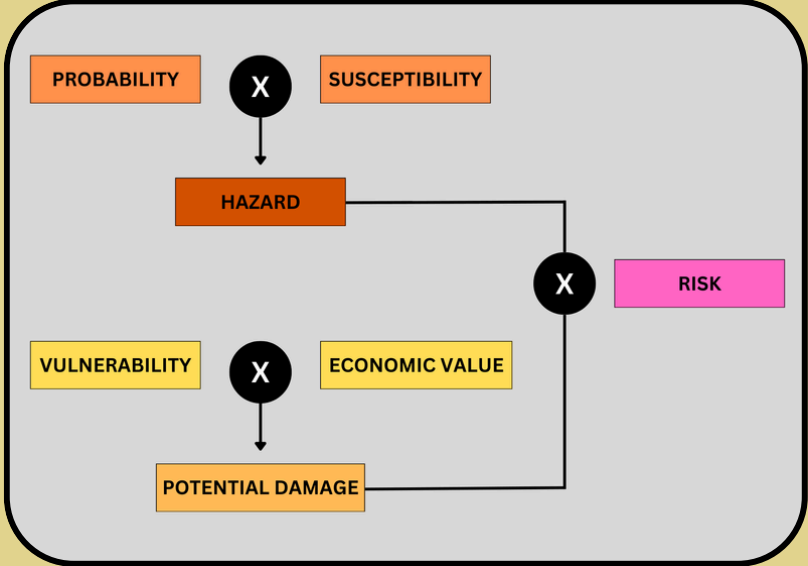 PROBABILITY X SUSCEPTIBILITY
HAZARD
X RISK
VULNERABILITY X ECONOMIC VALUE
POTENTIAL DAMAGE